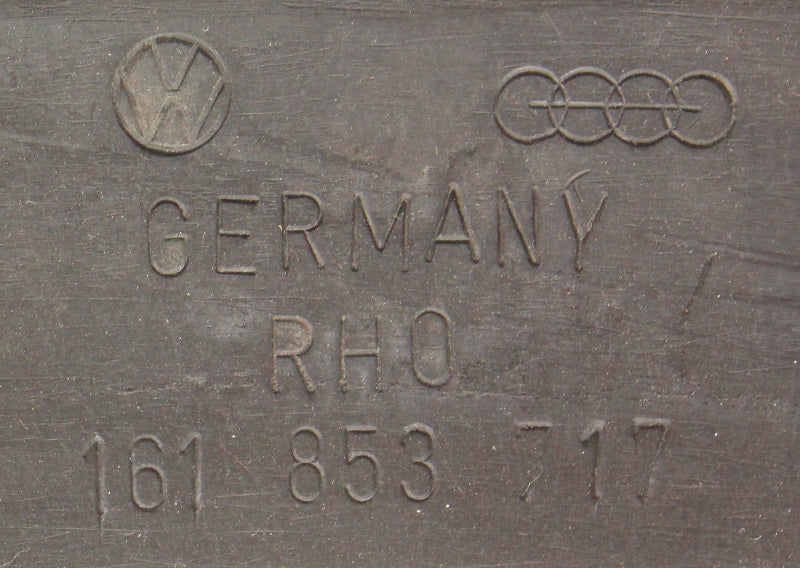 GERMANY
RHO
161 853 717